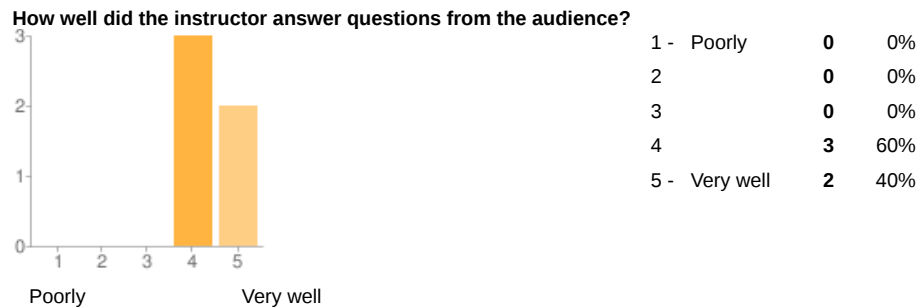 How well did the instructor answer questions from the audience?
3
2
1
0
1 2 3 4 5
Poorly Very well
1 - Poorly 0 0%
2 0 0%
3 0 0%
4 3 60%
5 - Very well 2 40%